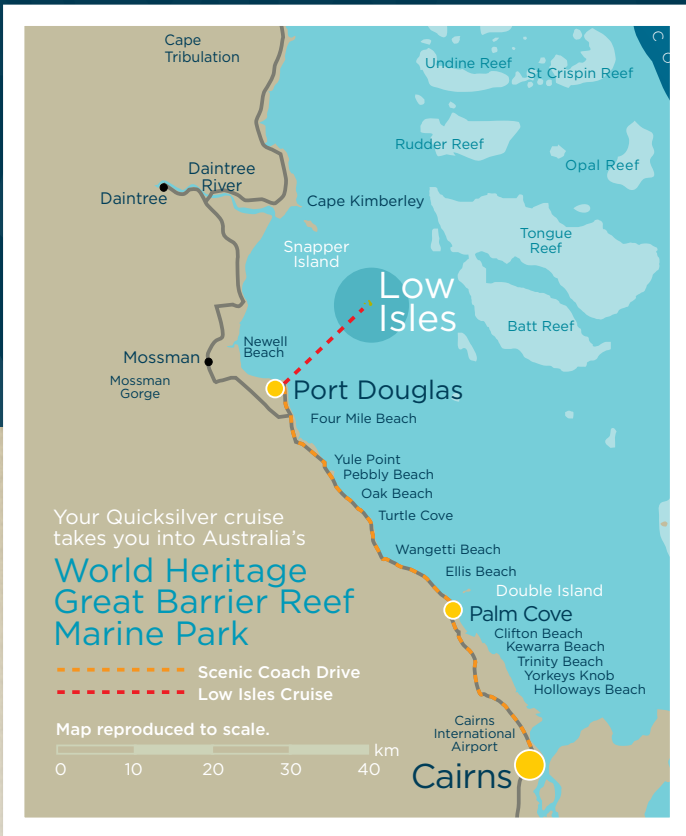 Cape
Tribulation
Undine Reef
St Crispin Reef
Rudder Reef
Opal Reef
Daintree
River
Daintree
Cape Kimberley
Snapper
Island
Tongue
Reef
Low
Isles
Batt Reef
Newell
Beach
Mossman
Mossman
Gorge
Port Douglas
Four Mile Beach
Yule Point
Pebbly Beach
Oak Beach
Turtle Cove
Wangetti Beach
Ellis Beach
Double Island
Palm Cove
Clifton Beach
Kewarra Beach
Trinity Beach
Yorkeys Knob
Holloways Beach
Cairns
International
Airport
Cairns
Your Quicksilver cruise
takes you into Australia's
World Heritage
Great Barrier Reef
Marine Park
Scenic Coach Drive
Low Isles Cruise
Map reproduced to scale.
km
0 10 20 30 40